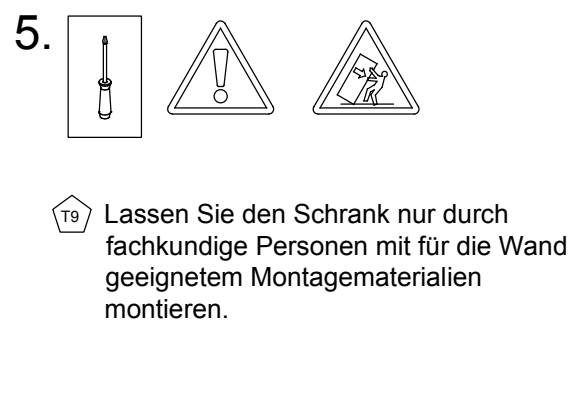 5.
T9 Lassen Sie den Schrank nur durch
fachkundige Personen mit für die Wand
geeignetem Montagematerialien
montieren.